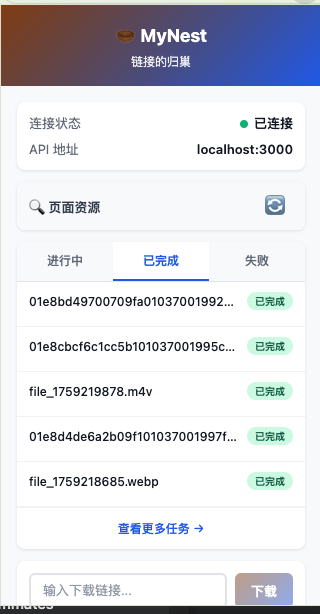 MyNest
链接的归巢
连接状态 已连接
API 地址 localhost:3000
页面资源
进行中 已完成 失败
01e8bd49700709fa01037001992... 已完成
01e8cbcf6c1cc5b101037001995c... 已完成
file_1759219878.m4v 已完成
01e8d4de6a2b09f101037001997f... 已完成
file_1759218685.webp 已完成
查看更多任务 →
输入下载链接... 下载